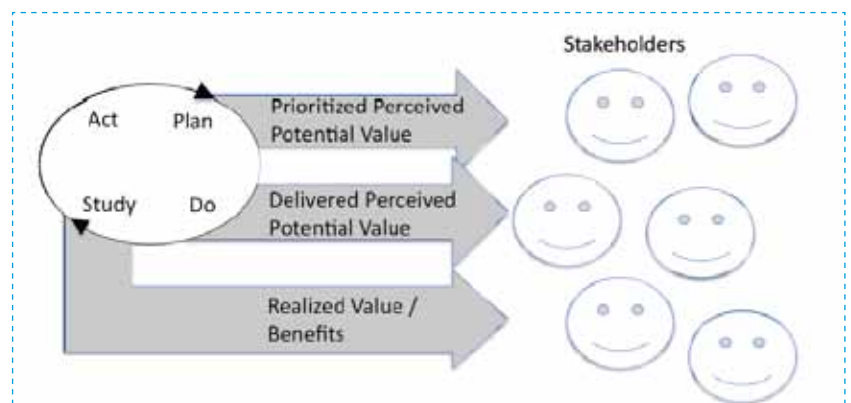 Stakeholders
Act
Plan
Study
Do
Prioritized Perceived
Potential Value
Delivered Perceived
Potential Value
Realized Value /
Benefits